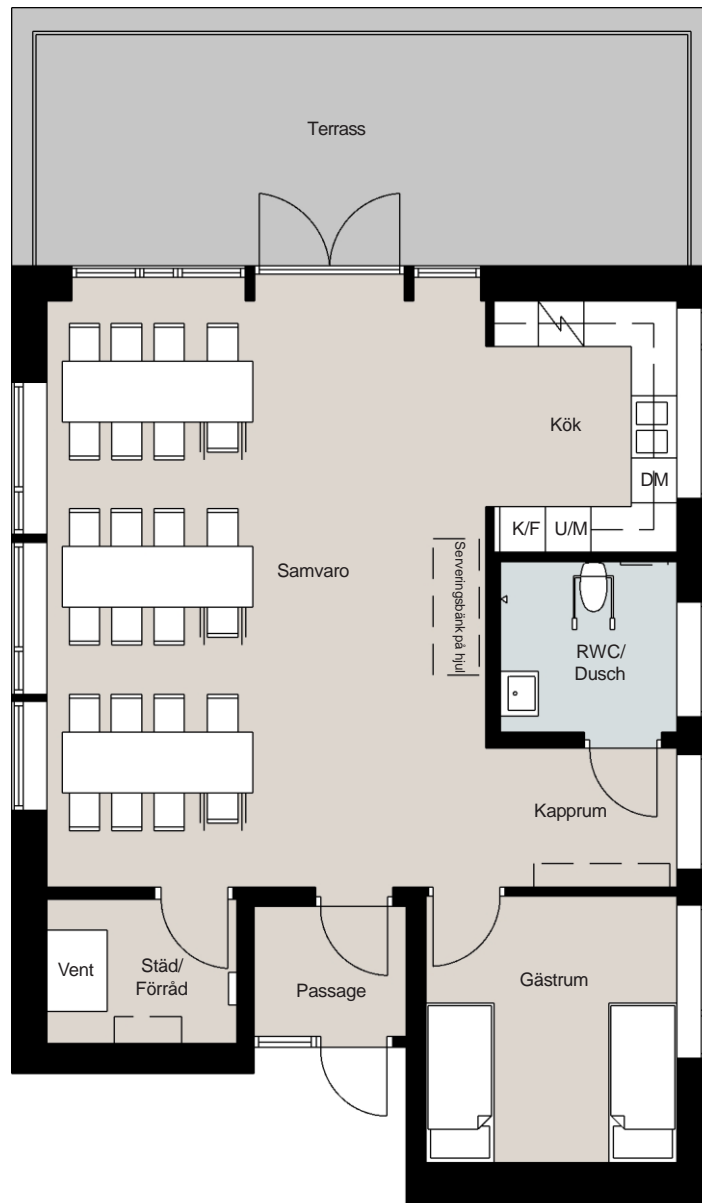 Terrass
Kök
DM
K/F
U/M
Samvaro
Serveringsbänk på hjul
RWC/
Dusch
Kapprum
Vent
Städ/
Förråd
Passage
Gästrum